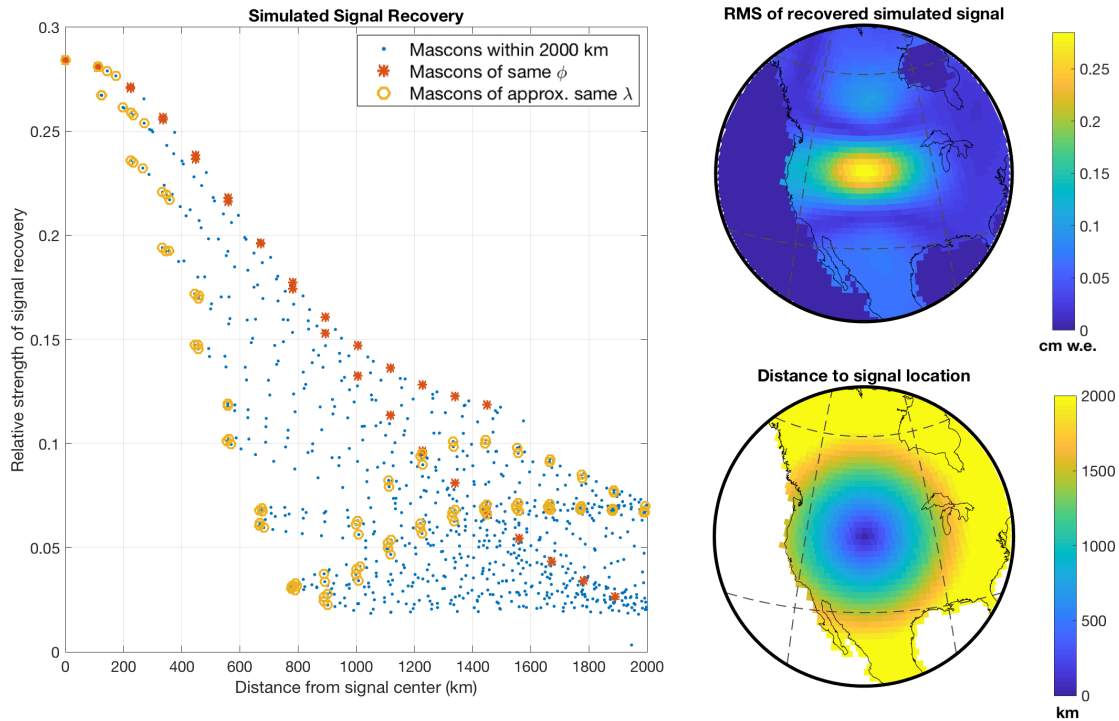 Simulated Signal Recovery
Mascons within 2000 km
Mascons of same ϕ
Mascons of approx. same λ
Relative strength of signal recovery
0.3
0.25
0.2
0.15
0.1
0.05
0
0 200 400 600 800 1000 1200 1400 1600 1800 2000
Distance from signal center (km)
RMS of recovered simulated signal
0.25
0.2
0.15
0.1
0.05
0
cm w.e.
Distance to signal location
2000
1500
1000
500
0
km